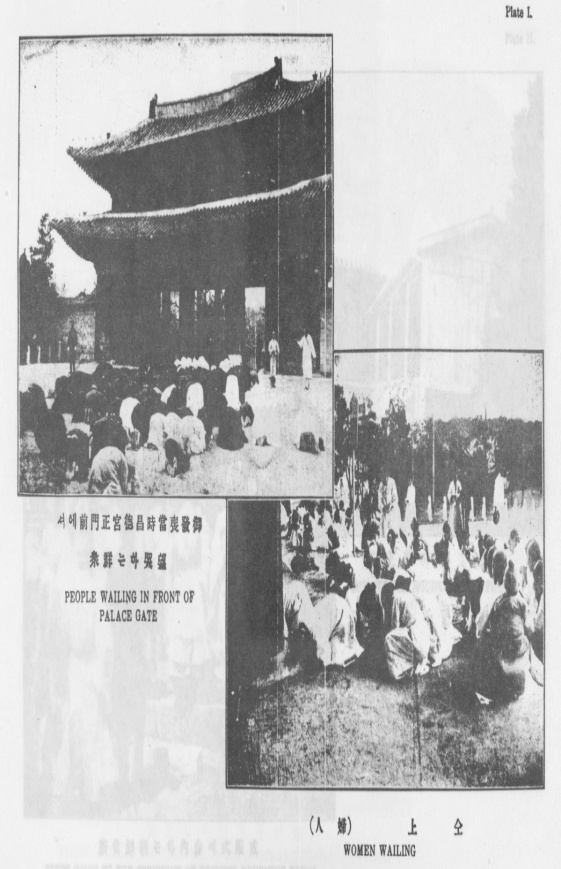 Plate I.
御發喪當時昌德宮正門前에서
望哭하는群衆
PEOPLE WAILING IN FRONT OF
PALACE GATE
仝上(婦人)
WOMEN WAILING